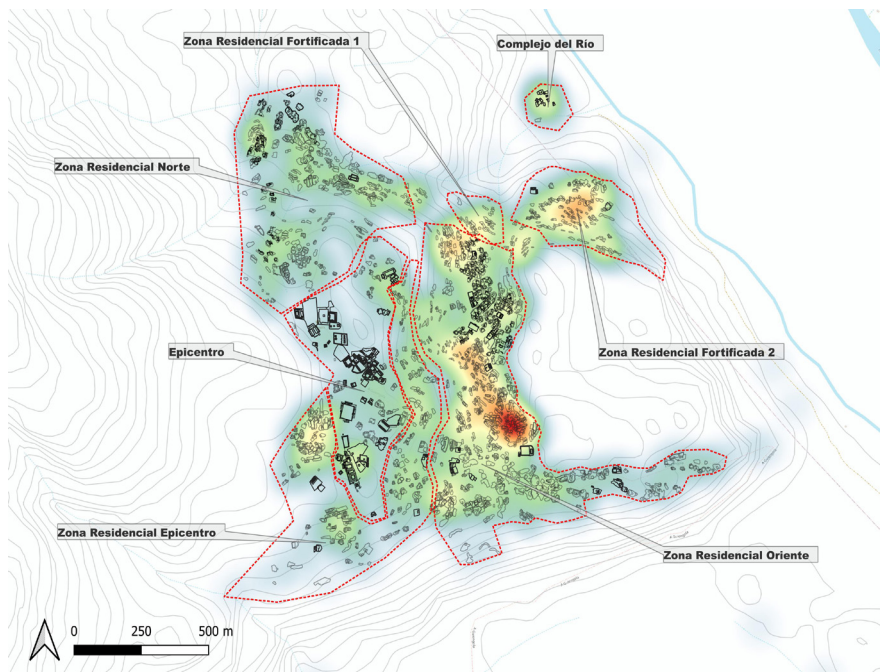 Zona Residencial Fortificada 1
Complejo del Río
Zona Residencial Norte
Epicentro
Zona Residencial Fortificada 2
Zona Residencial Epicentro
Zona Residencial Oriente
0 250 500 m